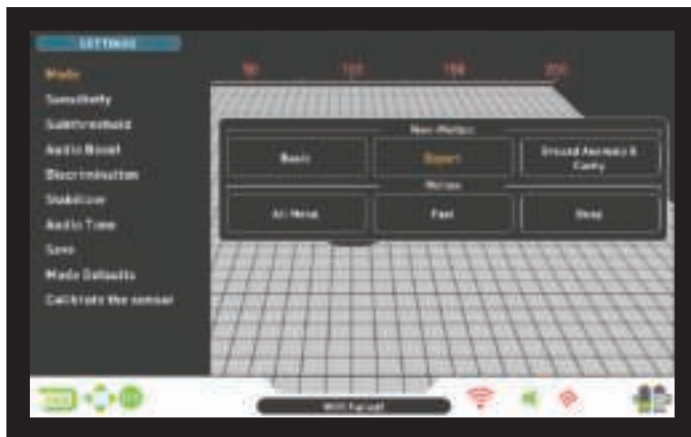 SETTINGS
Mode
Sensitivity
Subthreshold
Audio Boost
Discrimination
Stabilizer
Audio Tone
Save
Mode Defaults
Calibrate the sensor
50 100 150 200
Non-Motion
Basic Expert Ground Anomaly &
Cavity
Motion
All Metal Fast Deep